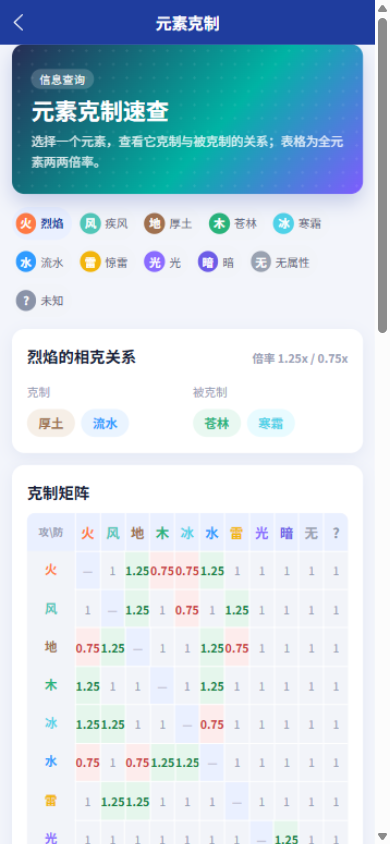 元素克制
信息查询
元素克制速查
选择一个元素，查看它克制与被克制的关系；表格为全元
素两两倍率。
火 烈焰 风 疾风 地 厚土 木 苍林 冰 寒霜
水 流水 雷 惊雷 光 光 暗 暗 无 无属性
? 未知
烈焰的相克关系 倍率 1.25x / 0.75x
克制 被克制
厚土 流水 苍林 寒霜
克制矩阵
攻\防 火 风 地 木 冰 水 雷 光 暗 无 ?
火 — 1 1.25 0.75 0.75 1.25 1 1 1 1 1
风 1 — 1.25 1 0.75 1 1.25 1 1 1 1
地 0.75 1.25 — 1 1 1.25 0.75 1 1 1 1
木 1.25 1 1 — 1 1.25 1 1 1 1 1
冰 1.25 1.25 1 1 — 0.75 1 1 1 1 1
水 0.75 1 0.75 1.25 1.25 — 1 1 1 1 1
雷 1 1.25 1.25 1 1 1 — 1 1 1 1
光 1 1 1 1 1 1 1 — 1.25 1 1